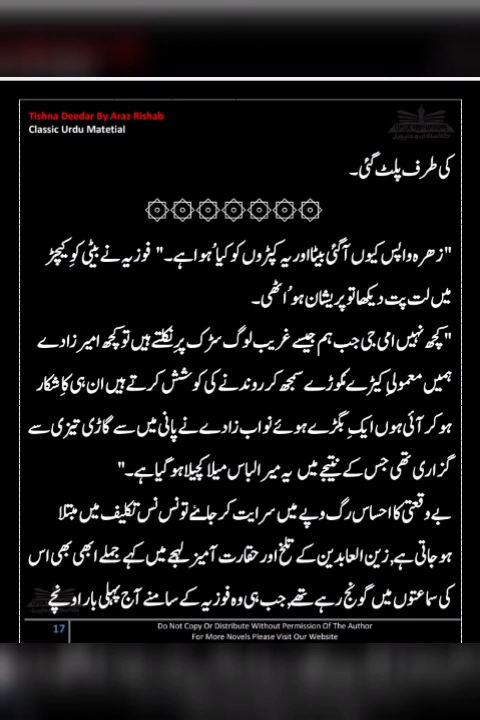 Tishna Deedar By Araz Rishab
Classic Urdu Matetial
کی طرف پلٹ گئی۔
"زھرہ واپس کیوں آگئی بیٹا اور یہ کپڑوں کو کیا ہُوا ہے۔" فوزیہ نے بیٹی کو کیچڑ
میں لت پت دیکھا تو پریشان ہو اُٹھی۔
"کچھ نہیں امی جی جب ہم جیسے غریب لوگ سڑک پر نکلتے ہیں تو کچھ امیر زادے
ہمیں معمولی کیڑے مکوڑے سمجھ کر روندنے کی کوشش کرتے ہیں ان ہی کا شکار
ہو کر آئی ہوں ایک بگڑے ہوئے نواب زادے نے پانی میں سے گاڑی تیزی سے
گزاری تھی جس کے نتیجے میں یہ میرا لباس میلا کچیلا ہو گیا ہے۔"
بے وقعتی کا احساس رگ و پے میں سرایت کر جائے تو نس نس تکلیف میں مبتلا
ہو جاتی ہے, زین العابدین کے تلخ اور حقارت آمیز لہجے میں کہے جملے ابھی بھی اس
کی سماعتوں میں گونج رہے تھے, جب ہی وہ فوزیہ کے سامنے آج پہلی بار اونچے
17
Do Not Copy Or Distribute Without Permission Of The Author
For More Novels Please Visit Our Website